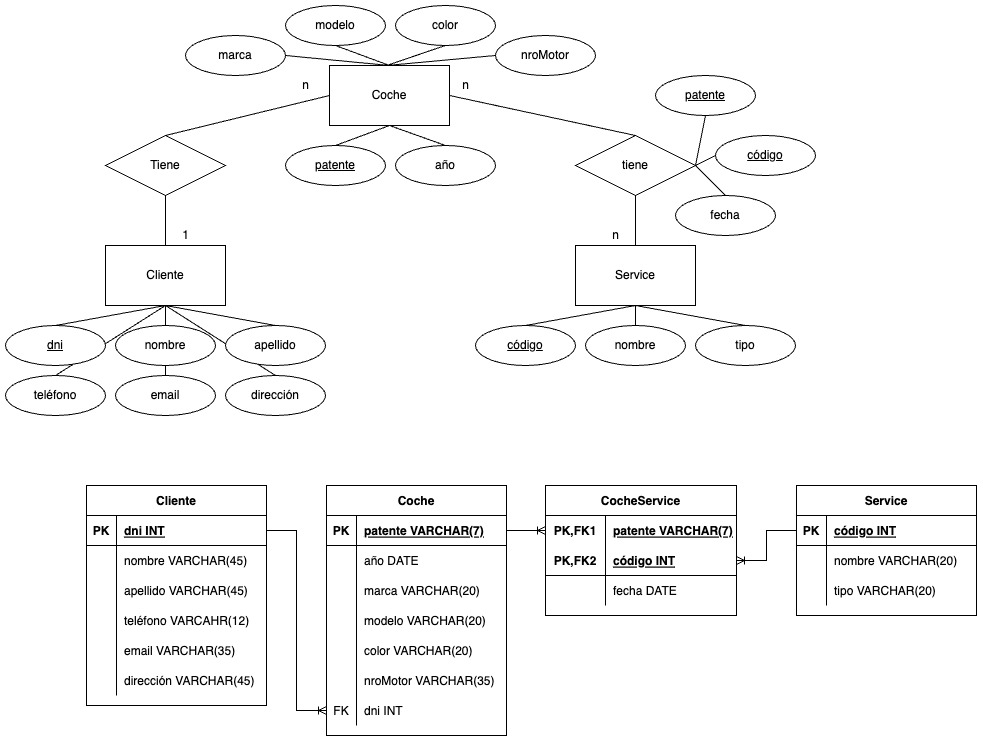 modelo
color
marca
nroMotor
n
Coche
n
patente
patente
año
código
Tiene
tiene
fecha
1
n
Cliente
Service
dni
nombre
apellido
código
nombre
tipo
teléfono
email
dirección
Cliente
PK dni INT
nombre VARCHAR(45)
apellido VARCHAR(45)
teléfono VARCAHR(12)
email VARCHAR(35)
dirección VARCHAR(45)
Coche
PK patente VARCHAR(7)
año DATE
marca VARCHAR(20)
modelo VARCHAR(20)
color VARCHAR(20)
nroMotor VARCHAR(35)
FK dni INT
CocheService
PK,FK1 patente VARCHAR(7)
PK,FK2 código INT
fecha DATE
Service
PK código INT
nombre VARCHAR(20)
tipo VARCHAR(20)